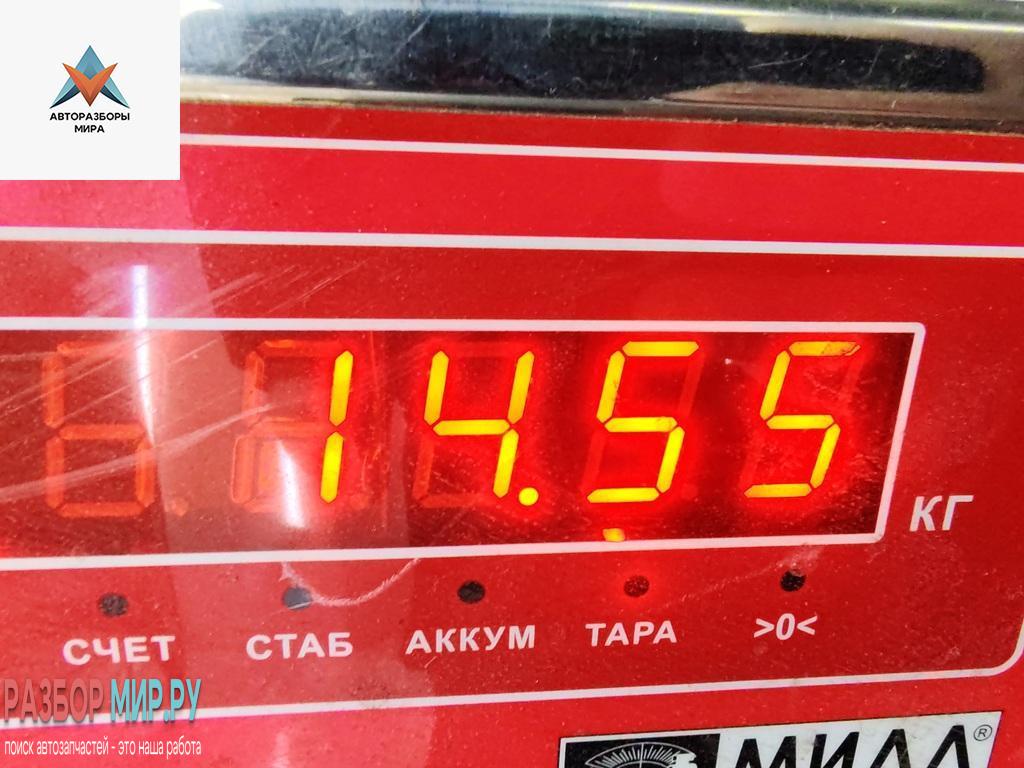 АВТОРАЗБОРЫ
МИРА
14.55
КГ
СЧЕТ СТАБ АККУМ ТАРА >0<
РАЗБОР МИР.РУ
поиск автозапчастей - это наша работа
МИДЛ®